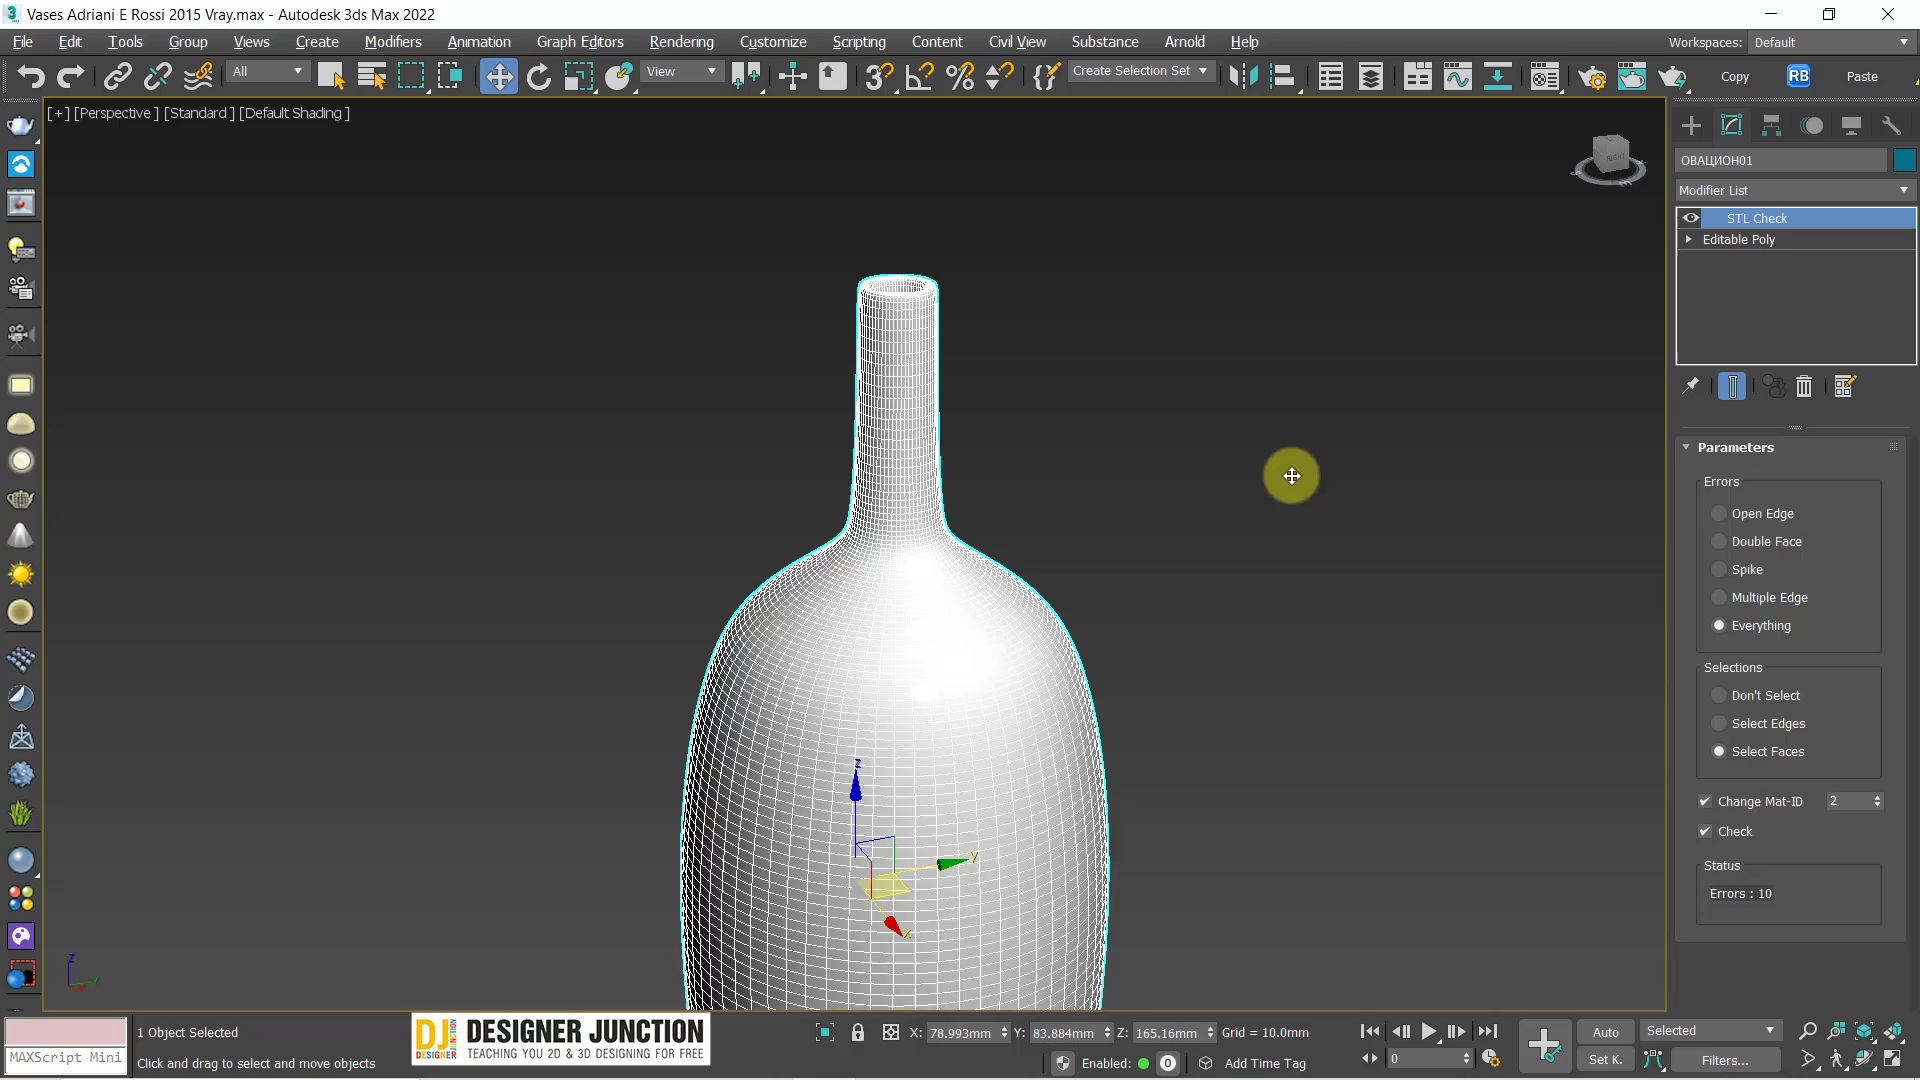 Vases Adriani E Rossi 2015 Vray.max - Autodesk 3ds Max 2022
File Edit Tools Group Views Create Modifiers Animation Graph Editors Rendering Customize Scripting Content Civil View Substance Arnold Help
Workspaces: Default
All
View
Create Selection Set
Copy
RB
Paste
[+] [Perspective ] [Standard ] [Default Shading ]
ОВАЦИОН01
Modifier List
STL Check
Editable Poly
Parameters
Errors
Open Edge
Double Face
Spike
Multiple Edge
Everything
Selections
Don't Select
Select Edges
Select Faces
Change Mat-ID 2
Check
Status
Errors : 10
z
y
x
z
MAXScript Mini
1 Object Selected
Click and drag to select and move objects
DJ
DESIGNER
JUNCTION
DESIGNER JUNCTION
TEACHING YOU 2D & 3D DESIGNING FOR FREE
X: 78.993mm Y: 83.884mm Z: 165.16mm Grid = 10.0mm
Enabled: 0 Add Time Tag
0
Auto
Set K.
Selected
Filters...